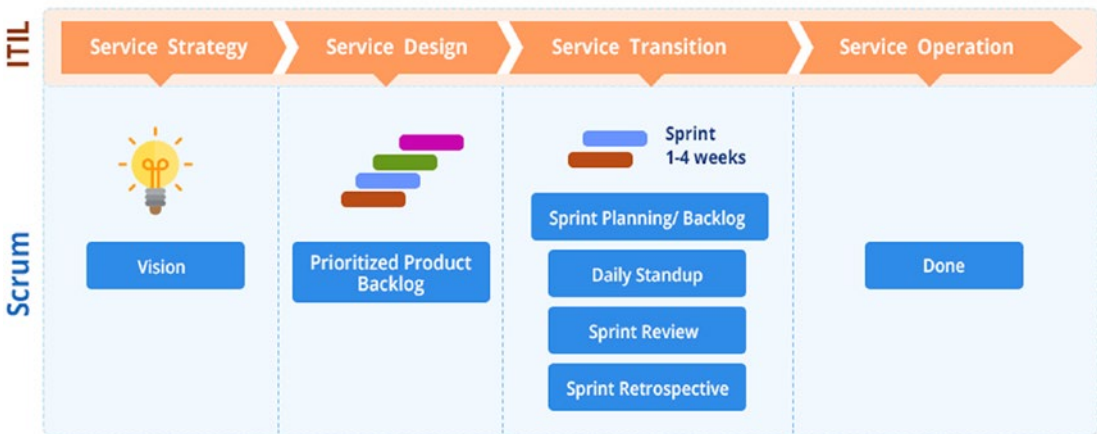 ITIL
Service Strategy
Service Design
Service Transition
Service Operation
Scrum
Vision
Prioritized Product
Backlog
Sprint
1-4 weeks
Sprint Planning/ Backlog
Daily Standup
Sprint Review
Sprint Retrospective
Done